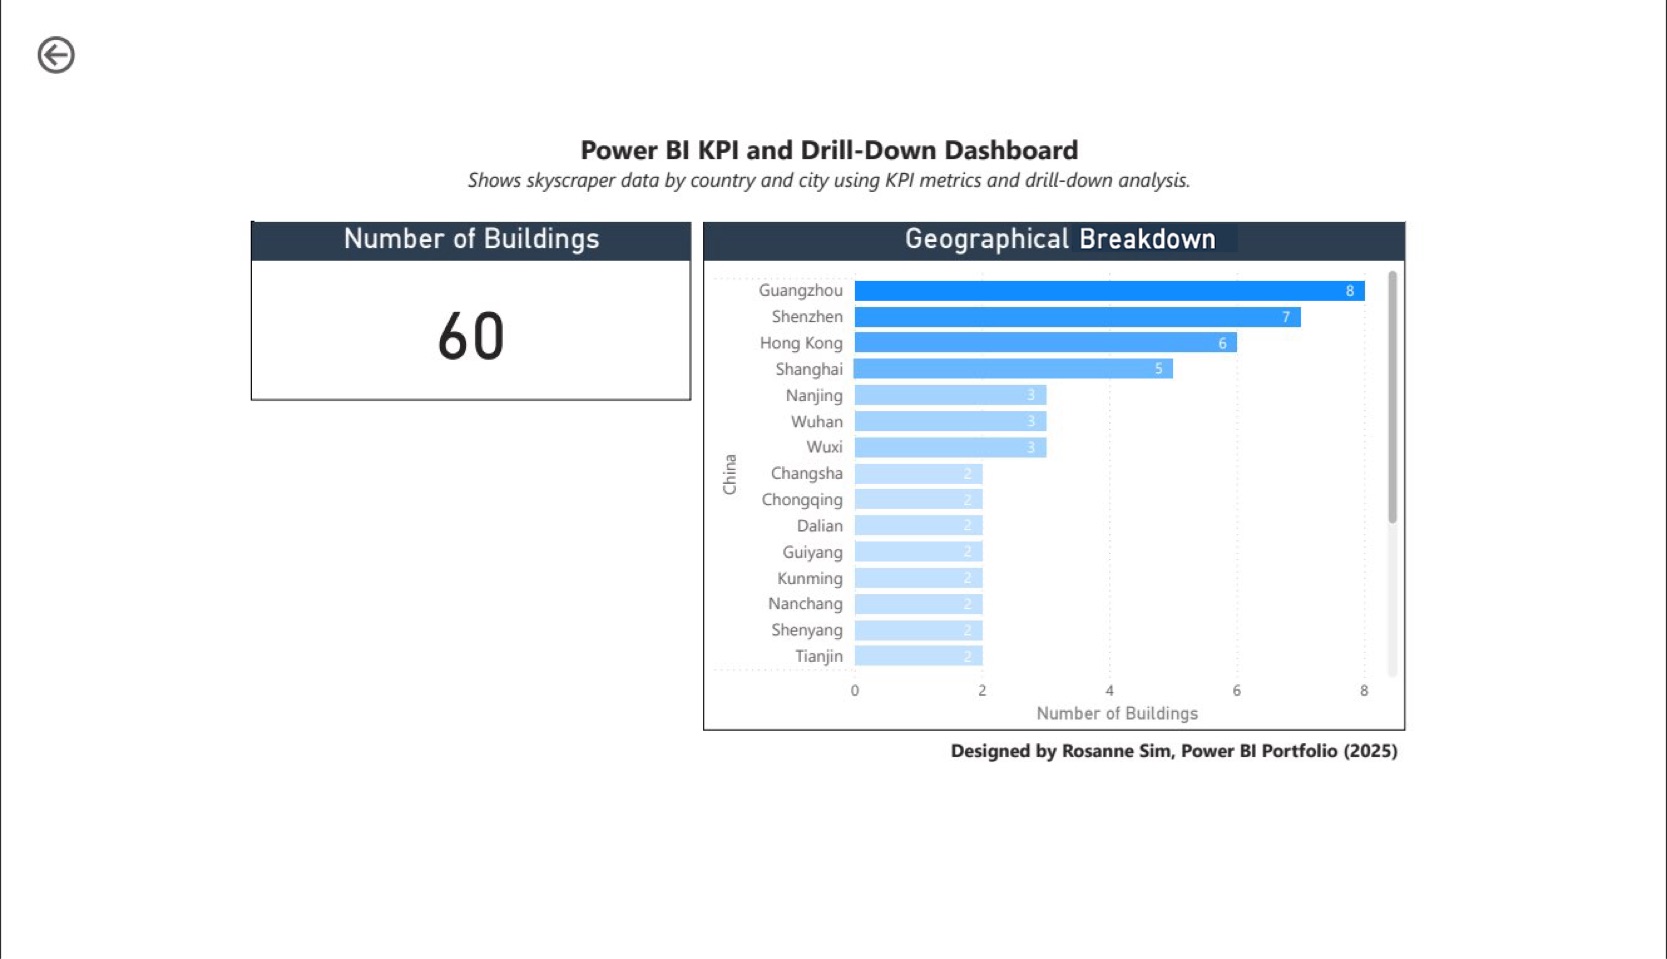 Power BI KPI and Drill-Down Dashboard
Shows skyscraper data by country and city using KPI metrics and drill-down analysis.
Number of Buildings
60
Geographical Breakdown
China
Guangzhou 8
Shenzhen 7
Hong Kong 6
Shanghai 5
Nanjing 3
Wuhan 3
Wuxi 3
Changsha 2
Chongqing 2
Dalian 2
Guiyang 2
Kunming 2
Nanchang 2
Shenyang 2
Tianjin 2
0 2 4 6 8
Number of Buildings
Designed by Rosanne Sim, Power BI Portfolio (2025)